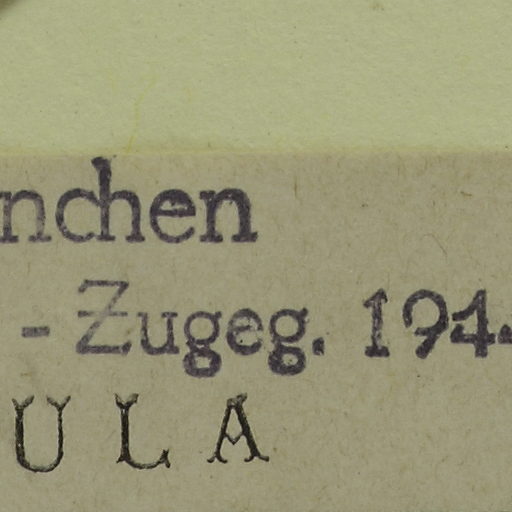 nchen
- Zugeg. 194
ULA